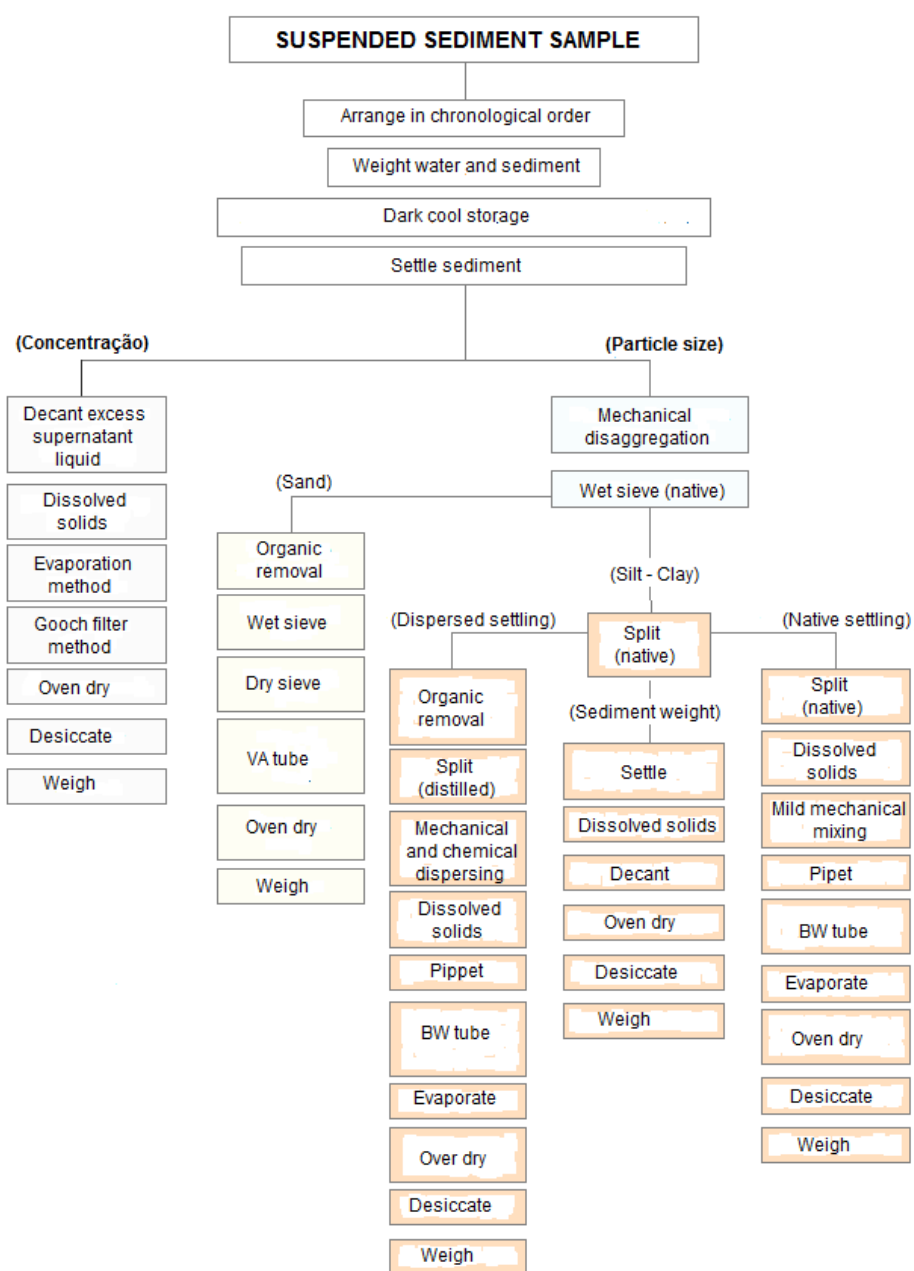 SUSPENDED SEDIMENT SAMPLE
Arrange in chronological order
Weight water and sediment
Dark cool storage
Settle sediment
(Concentração)
(Particle size)
Decant excess
supernatant
liquid
Dissolved
solids
Evaporation
method
Gooch filter
method
Oven dry
Desiccate
Weigh
Mechanical
disaggregation
Wet sieve (native)
(Sand)
Organic
removal
Wet sieve
Dry sieve
VA tube
Oven dry
Weigh
(Silt - Clay)
Split
(native)
(Dispersed settling)
Organic
removal
Split
(distilled)
Mechanical
and chemical
dispersing
Dissolved
solids
Pippet
BW tube
Evaporate
Over dry
Desiccate
Weigh
(Sediment weight)
Settle
Dissolved solids
Decant
Oven dry
Desiccate
Weigh
(Native settling)
Split
(native)
Dissolved
solids
Mild mechanical
mixing
Pipet
BW tube
Evaporate
Oven dry
Desiccate
Weigh